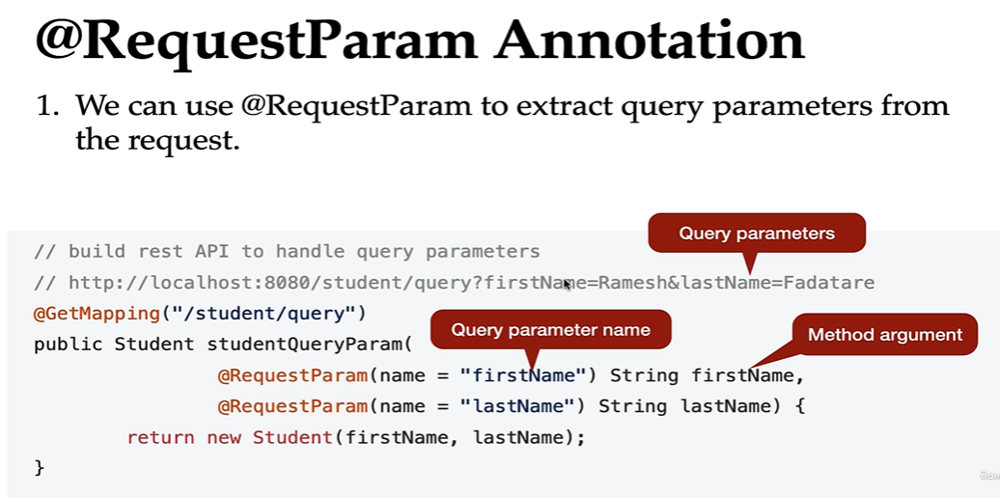 @RequestParam Annotation
1. We can use @RequestParam to extract query parameters from
the request.
Query parameters
// build rest API to handle query parameters
// http://localhost:8080/student/query?firstName=Ramesh&lastName=Fadatare
@GetMapping("/student/query")
Query parameter name
Method argument
public Student studentQueryParam(
@RequestParam(name = "firstName") String firstName,
@RequestParam(name = "lastName") String lastName) {
return new Student(firstName, lastName);
}